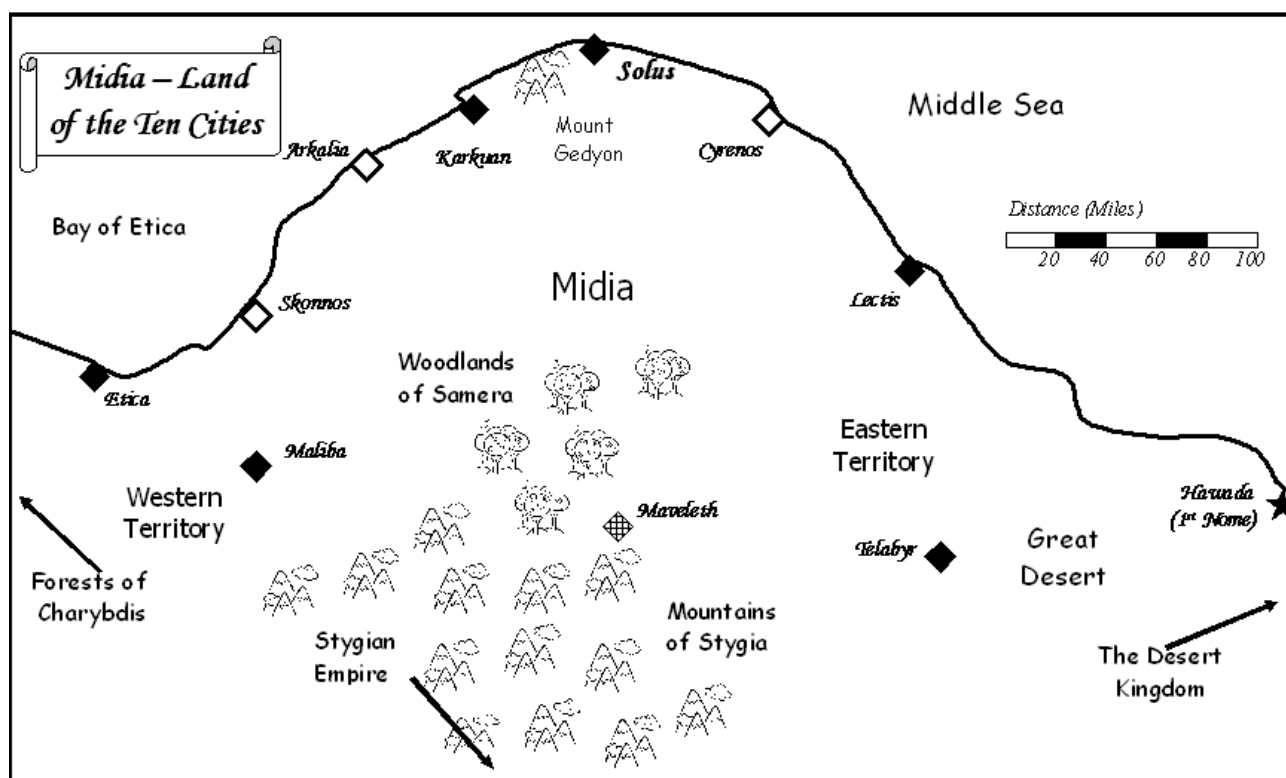 Midia – Land
of the Ten Cities
Solus
Middle Sea
Mount
Gedyon
Karkuan
Arkalia
Cyrenos
Bay of Etica
Distance (Miles)
20 40 60 80 100
Midia
Skonnos
Lectis
Woodlands
of Samera
Etica
Eastern
Territory
Maliba
Western
Territory
Maveleth
Hawada
(1st Nome)
Telabyr
Great
Desert
Forests of
Charybdis
Mountains
of Stygia
Stygian
Empire
The Desert
Kingdom